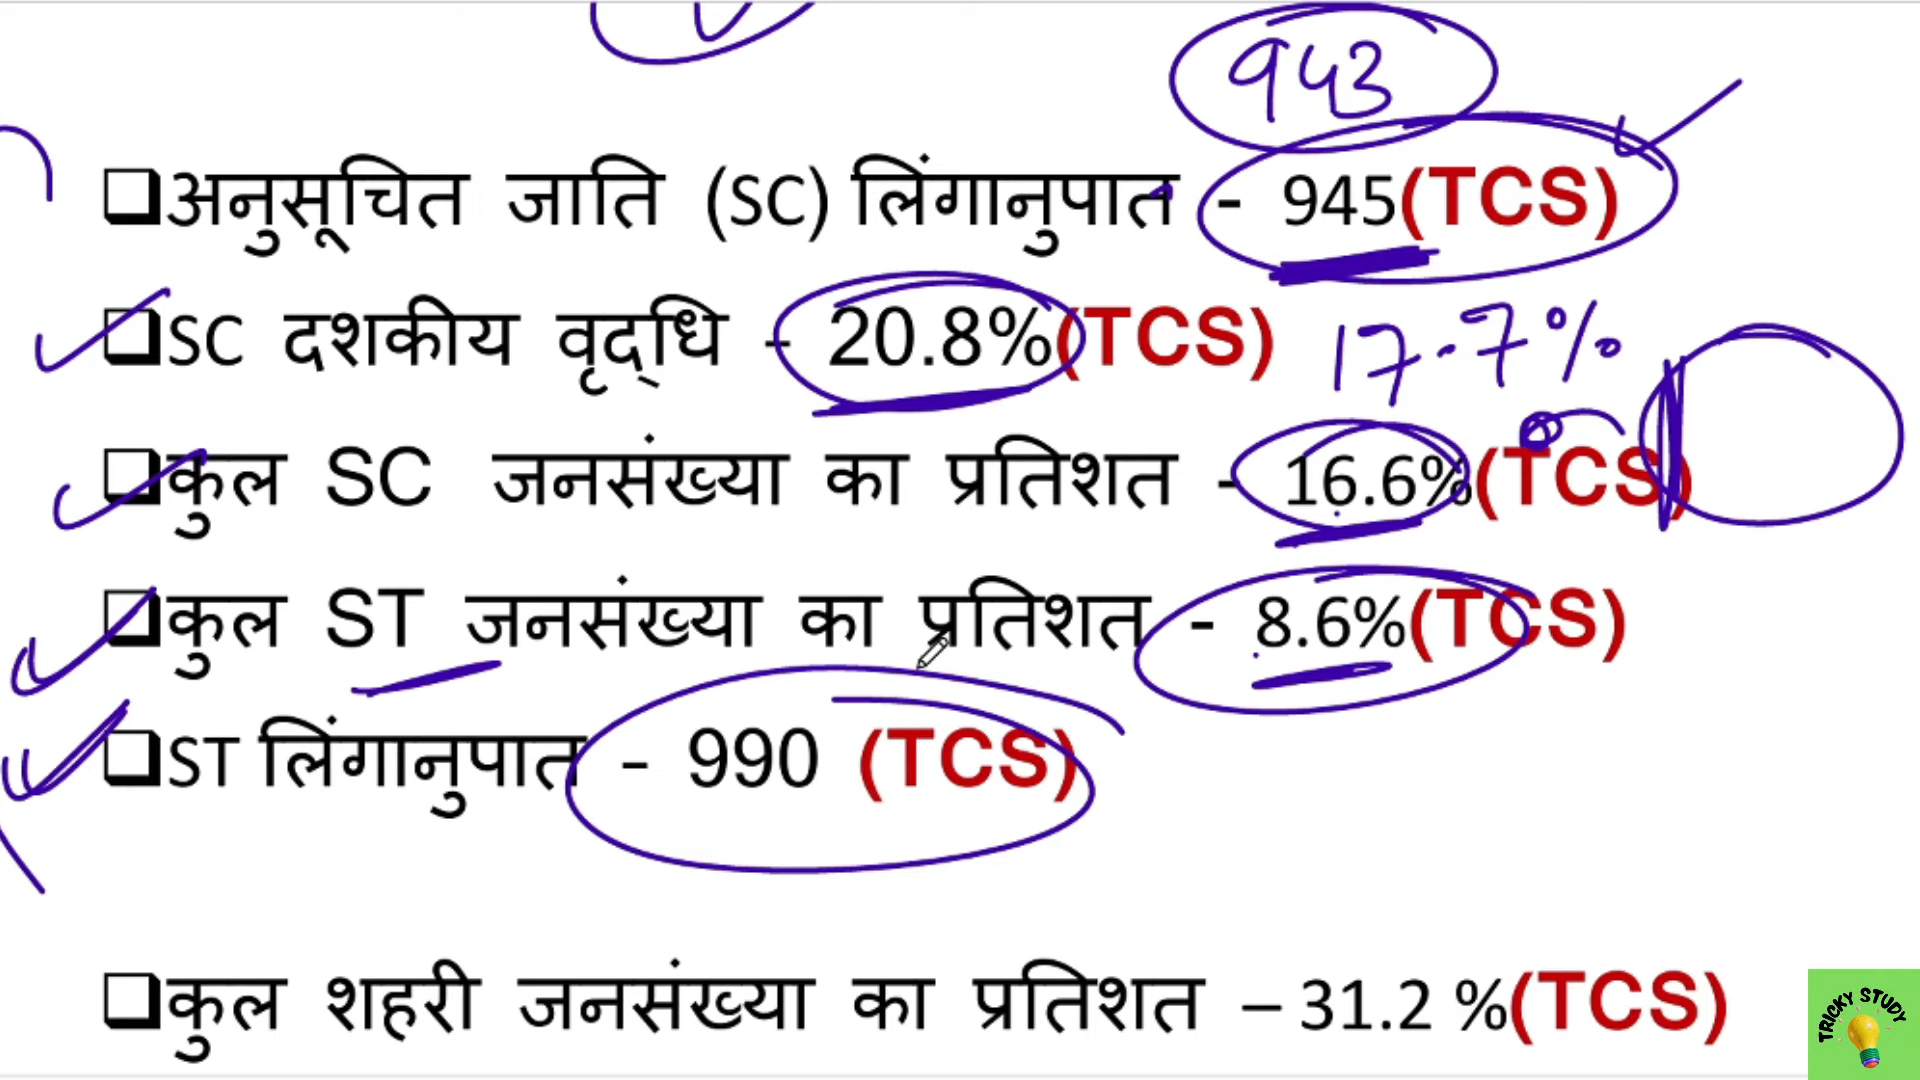 943
❑अनुसूचित जाति (SC) लिंगानुपात - 945(TCS)
❑SC दशकीय वृद्धि - 20.8%(TCS) 17.7%
❑कुल SC जनसंख्या का प्रतिशत - 16.6%(TCS)
❑कुल ST जनसंख्या का प्रतिशत - 8.6%(TCS)
❑ST लिंगानुपात - 990 (TCS)
❑कुल शहरी जनसंख्या का प्रतिशत – 31.2 %(TCS)
TRICKY STUDY